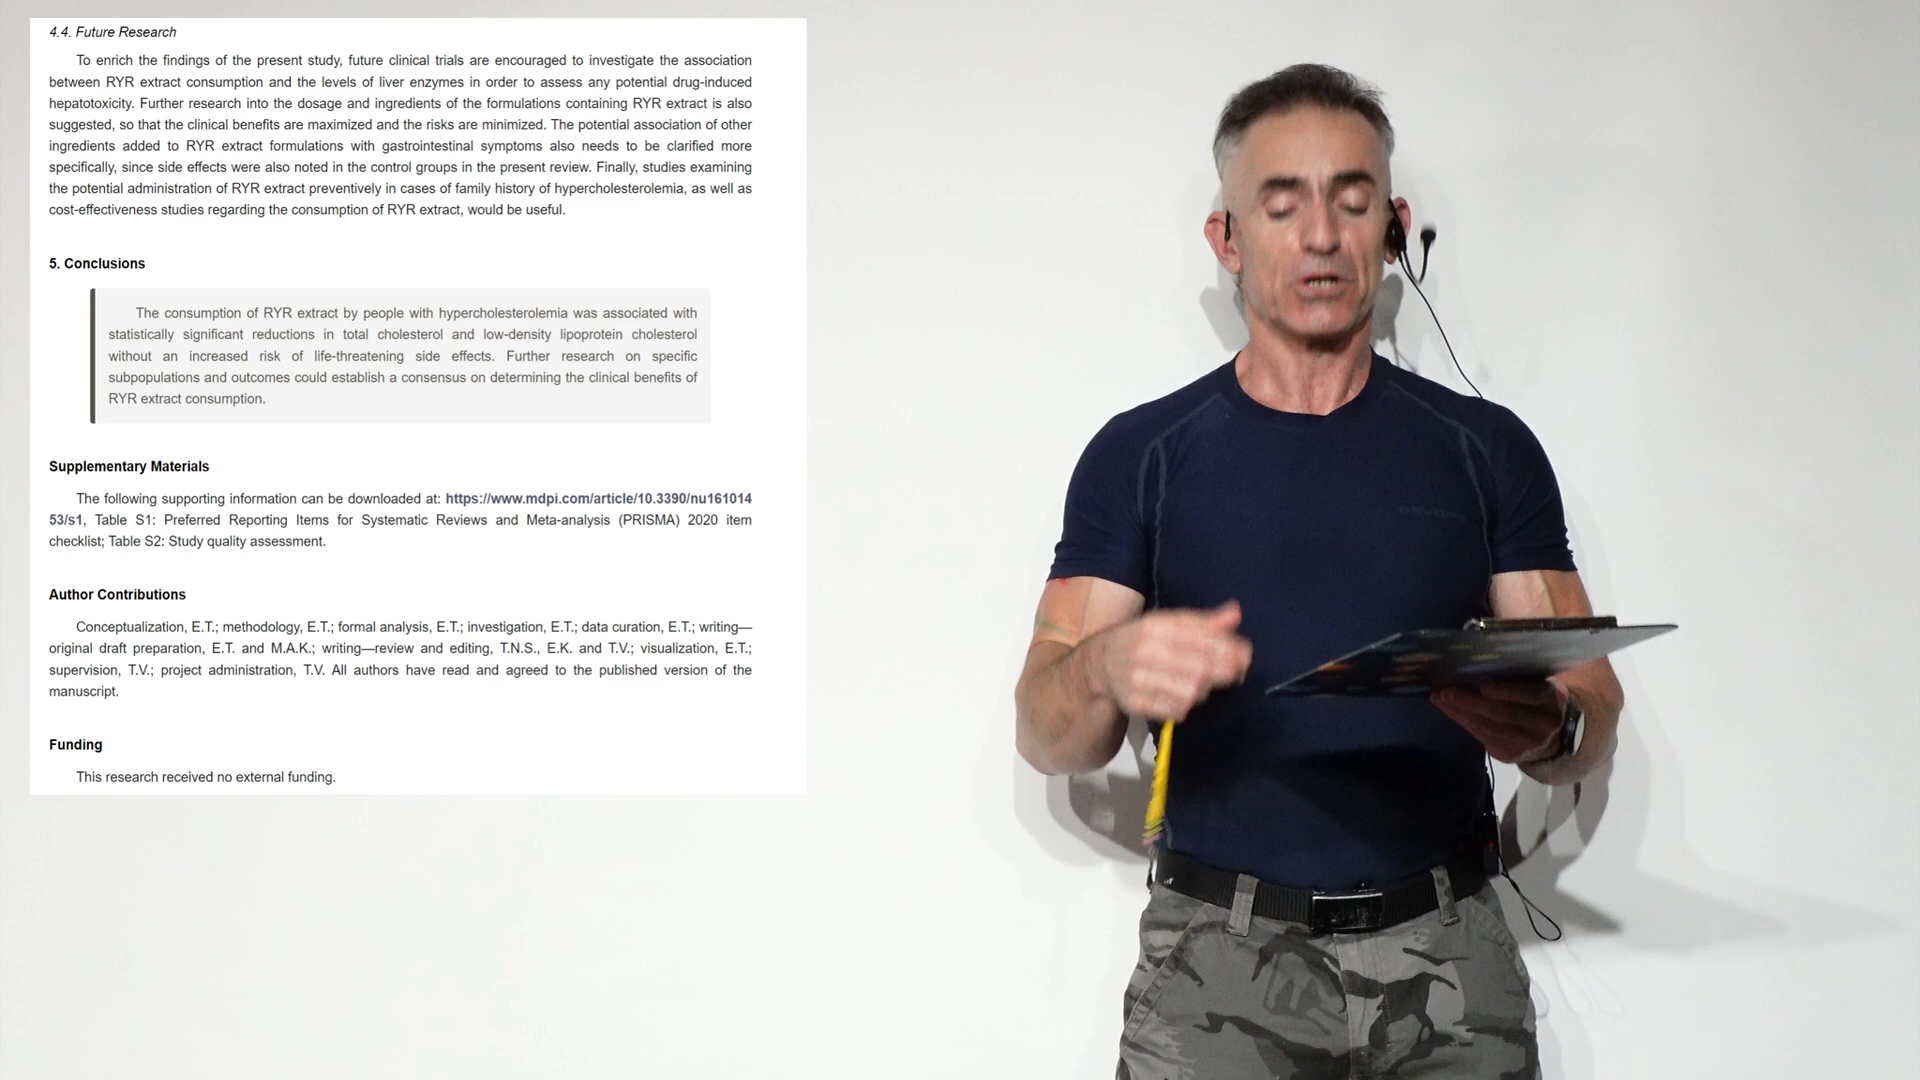 4.4. Future Research
To enrich the findings of the present study, future clinical trials are encouraged to investigate the association
between RYR extract consumption and the levels of liver enzymes in order to assess any potential drug-induced
hepatotoxicity. Further research into the dosage and ingredients of the formulations containing RYR extract is also
suggested, so that the clinical benefits are maximized and the risks are minimized. The potential association of other
ingredients added to RYR extract formulations with gastrointestinal symptoms also needs to be clarified more
specifically, since side effects were also noted in the control groups in the present review. Finally, studies examining
the potential administration of RYR extract preventively in cases of family history of hypercholesterolemia, as well as
cost-effectiveness studies regarding the consumption of RYR extract, would be useful.
5. Conclusions
The consumption of RYR extract by people with hypercholesterolemia was associated with
statistically significant reductions in total cholesterol and low-density lipoprotein cholesterol
without an increased risk of life-threatening side effects. Further research on specific
subpopulations and outcomes could establish a consensus on determining the clinical benefits of
RYR extract consumption.
Supplementary Materials
The following supporting information can be downloaded at: https://www.mdpi.com/article/10.3390/nu161014
53/s1, Table S1: Preferred Reporting Items for Systematic Reviews and Meta-analysis (PRISMA) 2020 item
checklist; Table S2: Study quality assessment.
Author Contributions
Conceptualization, E.T.; methodology, E.T.; formal analysis, E.T.; investigation, E.T.; data curation, E.T.; writing—
original draft preparation, E.T. and M.A.K.; writing—review and editing, T.N.S., E.K. and T.V.; visualization, E.T.;
supervision, T.V.; project administration, T.V. All authors have read and agreed to the published version of the
manuscript.
Funding
This research received no external funding.